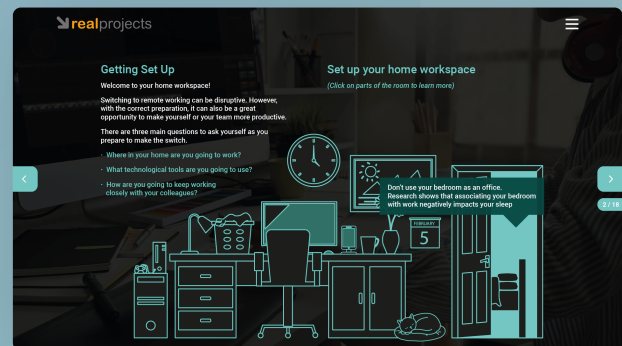 realprojects
Getting Set Up
Welcome to your home workspace!
Switching to remote working can be disruptive. However,
with the correct preparation, it can also be a great
opportunity to make yourself or your team more productive.
There are three main questions to ask yourself as you
prepare to make the switch.
- Where in your home are you going to work?
- What technological tools are you going to use?
- How are you going to keep working
closely with your colleagues?
Set up your home workspace
(Click on parts of the room to learn more)
Don't use your bedroom as an office.
Research shows that associating your bedroom
with work negatively impacts your sleep
FEBRUARY
5
2 / 18